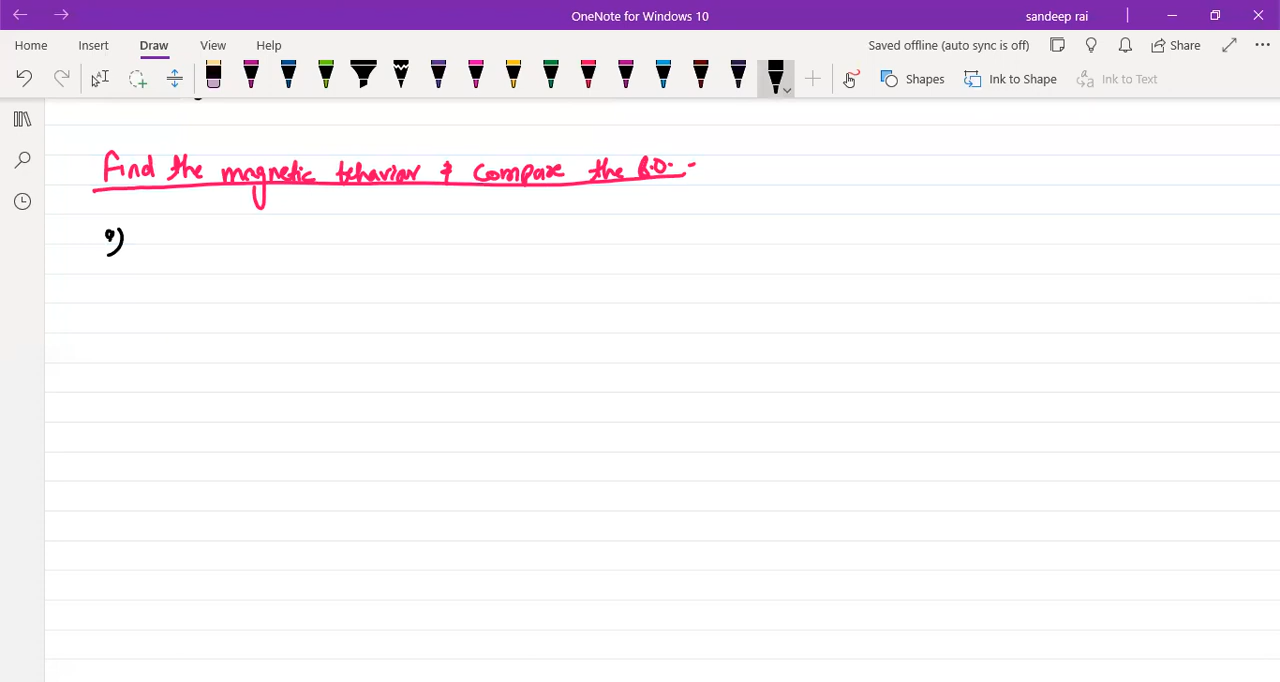 OneNote for Windows 10
sandeep rai
Home Insert Draw View Help
Saved offline (auto sync is off) Share
Shapes Ink to Shape Ink to Text
Find the magnetic behavior & compare the B.O. -
i)